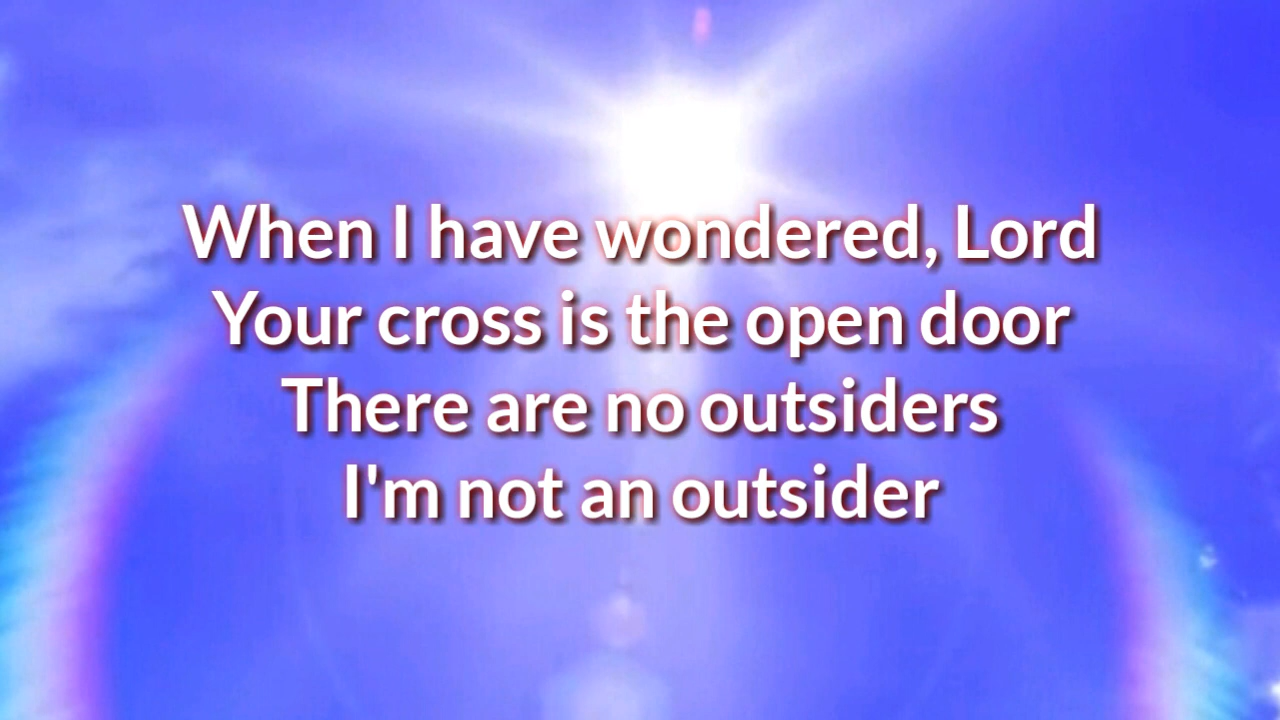 When I have wondered, Lord
Your cross is the open door
There are no outsiders
I'm not an outsider